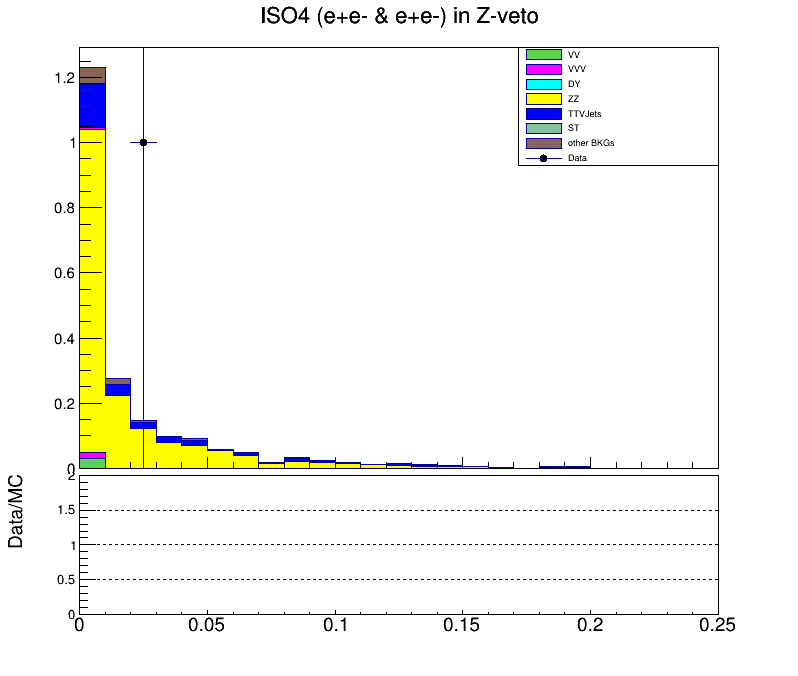 ISO4 (e+e- & e+e-) in Z-veto
VV
VVV
DY
ZZ
TTVJets
ST
other BKGs
Data
1.2
1
0.8
0.6
0.4
0.2
0
Data/MC
2
1.5
1
0.5
0
0 0.05 0.1 0.15 0.2 0.25